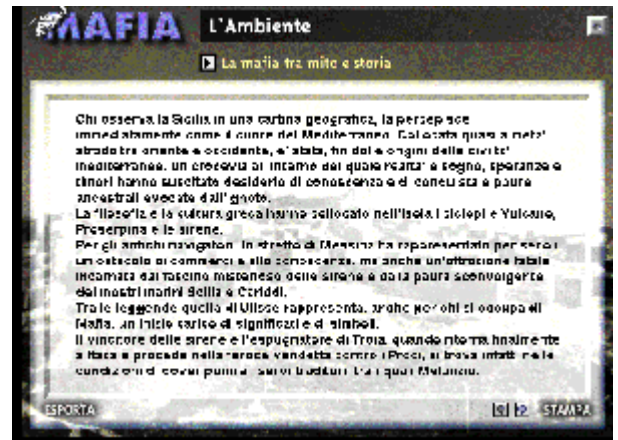 MAFIA
L'Ambiente
La mafia tra mito e storia
Chi osserva la Sicilia in una cartina geografica, la percepisce
immediatamente come il cuore del Mediterraneo. Collocata quasi a meta'
strada tra oriente e occidente, e' stata, fin dalle origini delle civilta'
mediterranee, un crocevia all'interno del quale realta' e sogno, speranze e
timori hanno suscitato desiderio di conoscenza e di conquista e paure
ancestrali evocate dall'ignoto.
La filosofia e la cultura greca hanno collocato nell'isola i ciclopi e Vulcano,
Proserpina e le sirene.
Per gli antichi navigatori lo stretto di Messina ha rappresentato per secoli
un ostacolo ai commerci e alla conoscenza, ma anche un'attrazione fatale
incarnata dal fascino misterioso delle sirene e dalla paura sconvolgente
dei mostri marini Scilla e Cariddi.
Tra le leggende quella di Ulisse rappresenta, anche per chi si occupa di
Mafia, un inizio carico di significati e di simboli.
Il vincitore delle sirene e l'espugnatore di Troia, quando ritorna finalmente
a Itaca e procede nella feroce vendetta contro i Proci, si trova infatti nelle
condizioni di dover punire i servi traditori tra i quali Melanzio.
ESPORTA
STAMPA